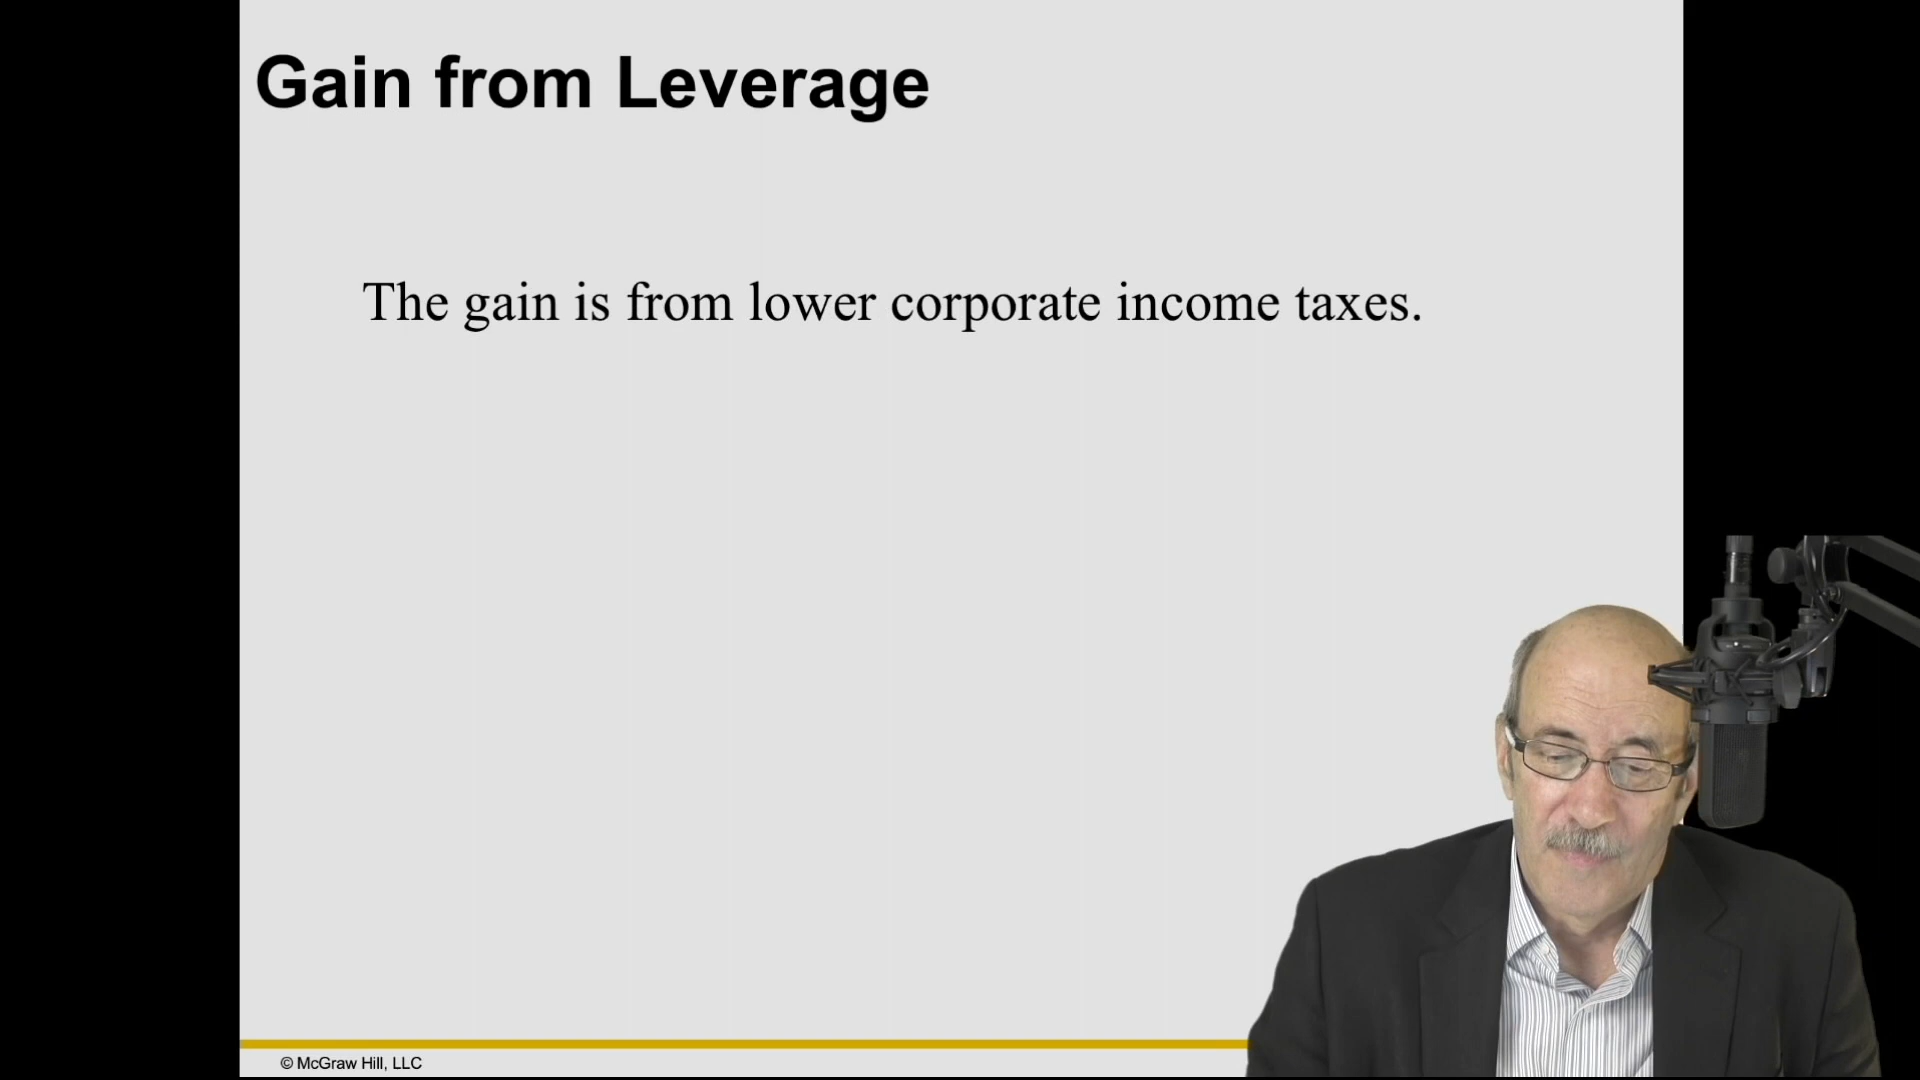 Gain from Leverage
The gain is from lower corporate income taxes.
© McGraw Hill, LLC